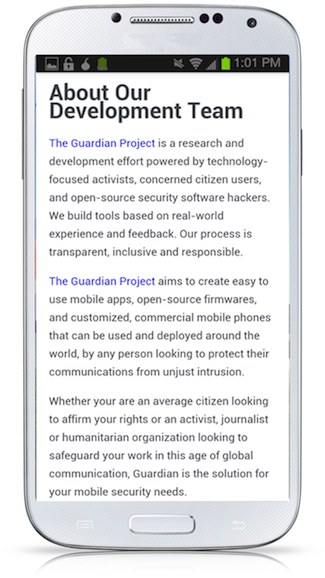 1:01 PM
About Our
Development Team
The Guardian Project is a research and
development effort powered by technology-
focused activists, concerned citizen users,
and open-source security software hackers.
We build tools based on real-world
experience and feedback. Our process is
transparent, inclusive and responsible.
The Guardian Project aims to create easy to
use mobile apps, open-source firmwares,
and customized, commercial mobile phones
that can be used and deployed around the
world, by any person looking to protect their
communications from unjust intrusion.
Whether your are an average citizen looking
to affirm your rights or an activist, journalist
or humanitarian organization looking to
safeguard your work in this age of global
communication, Guardian is the solution for
your mobile security needs.